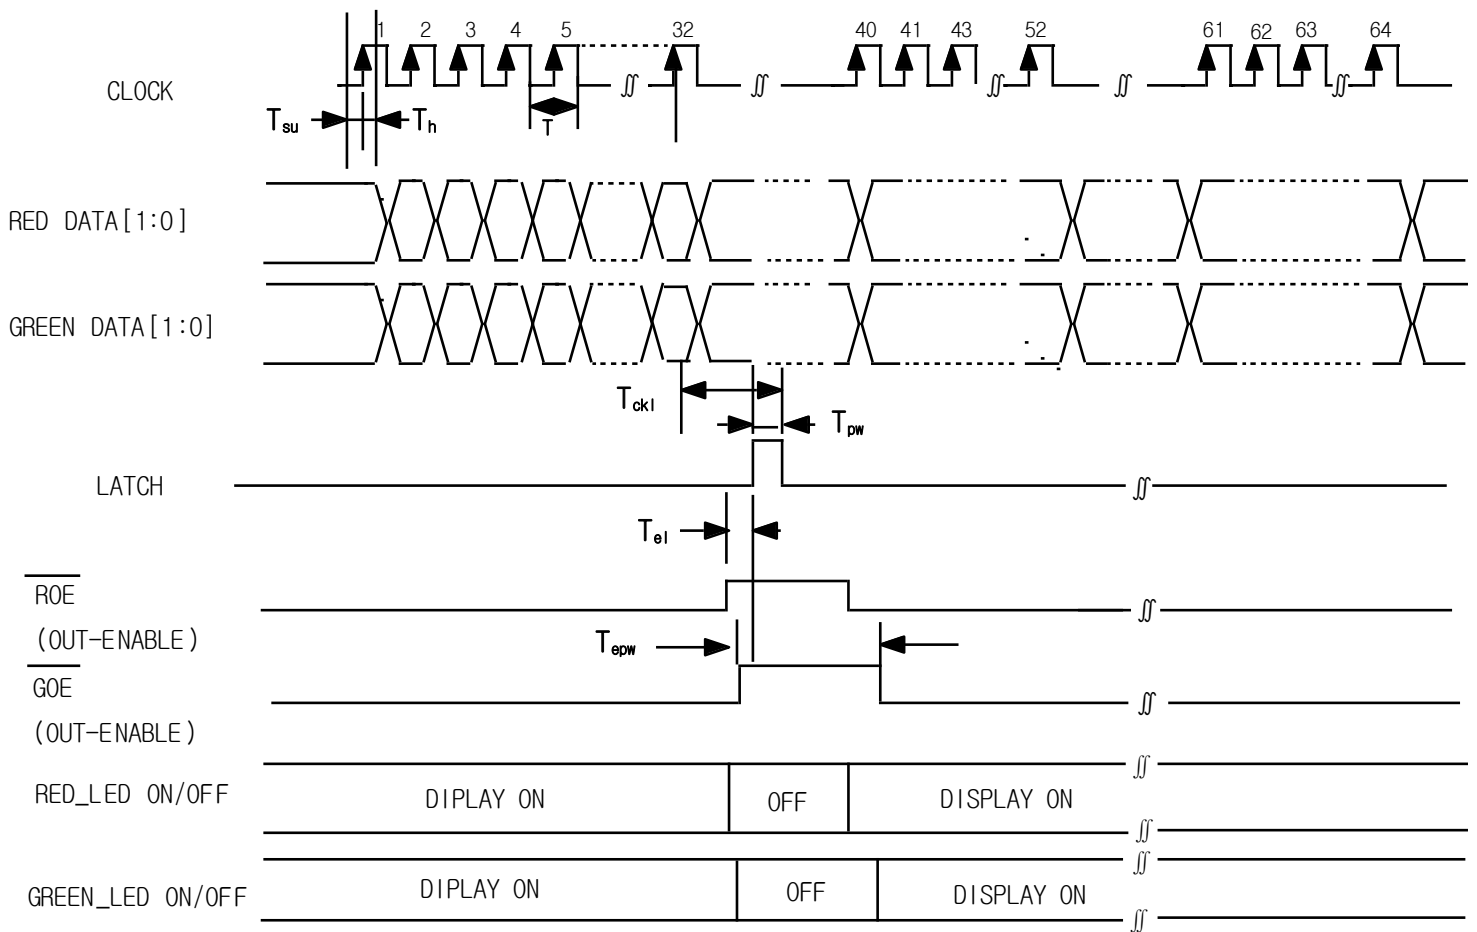 1 2 3 4 5 32 40 41 43 52 61 62 63 64
CLOCK
Tsu Th T
RED DATA[1:0]
GREEN DATA[1:0]
Tckl
Tpw
LATCH
Tel
ROE
(OUT-ENABLE)
Tepw
GOE
(OUT-ENABLE)
RED_LED ON/OFF DIPLAY ON OFF DISPLAY ON
GREEN_LED ON/OFF DIPLAY ON OFF DISPLAY ON